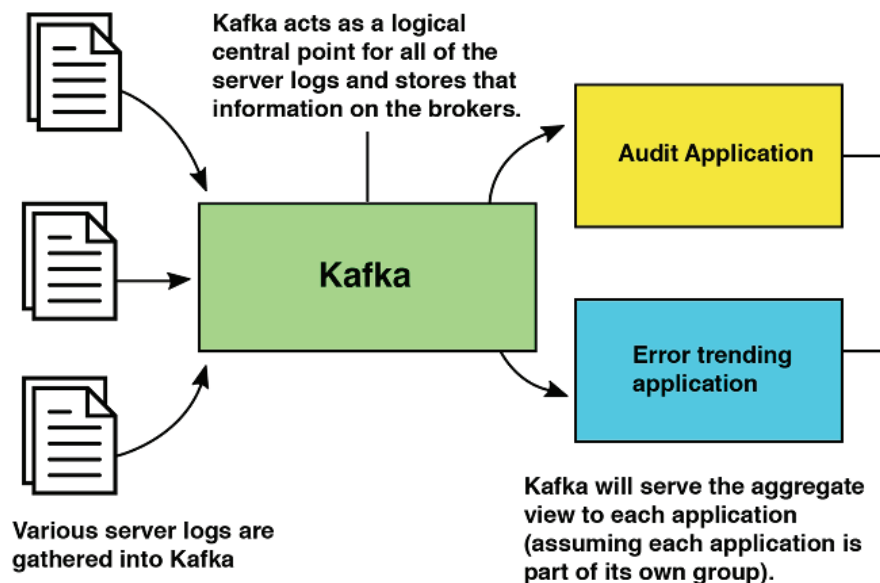 Kafka acts as a logical
central point for all of the
server logs and stores that
information on the brokers.
Audit Application
Kafka
Error trending
application
Various server logs are
gathered into Kafka
Kafka will serve the aggregate
view to each application
(assuming each application is
part of its own group).